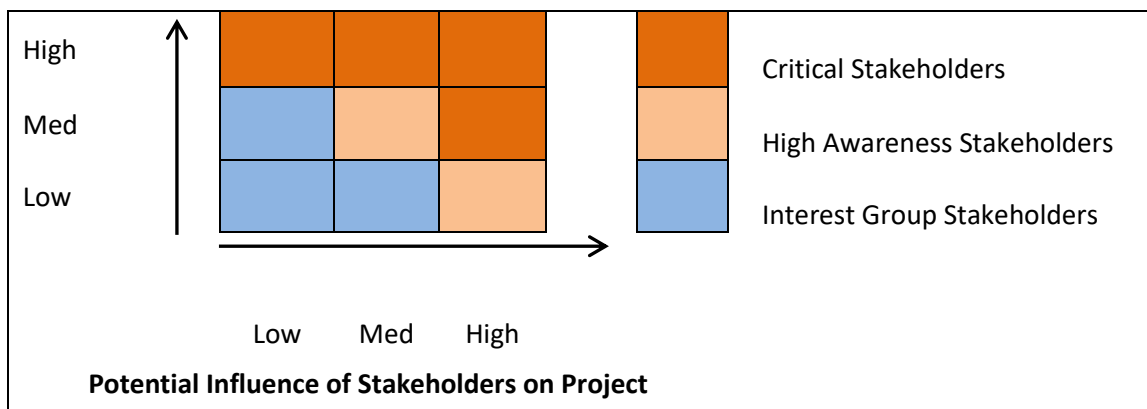 High
Med
Low
Critical Stakeholders
High Awareness Stakeholders
Interest Group Stakeholders
Low Med High
Potential Influence of Stakeholders on Project